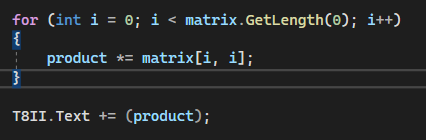 for (int i = 0; i < matrix.GetLength(0); i++)
{
    product *= matrix[i, i];
}
T8II.Text += (product);